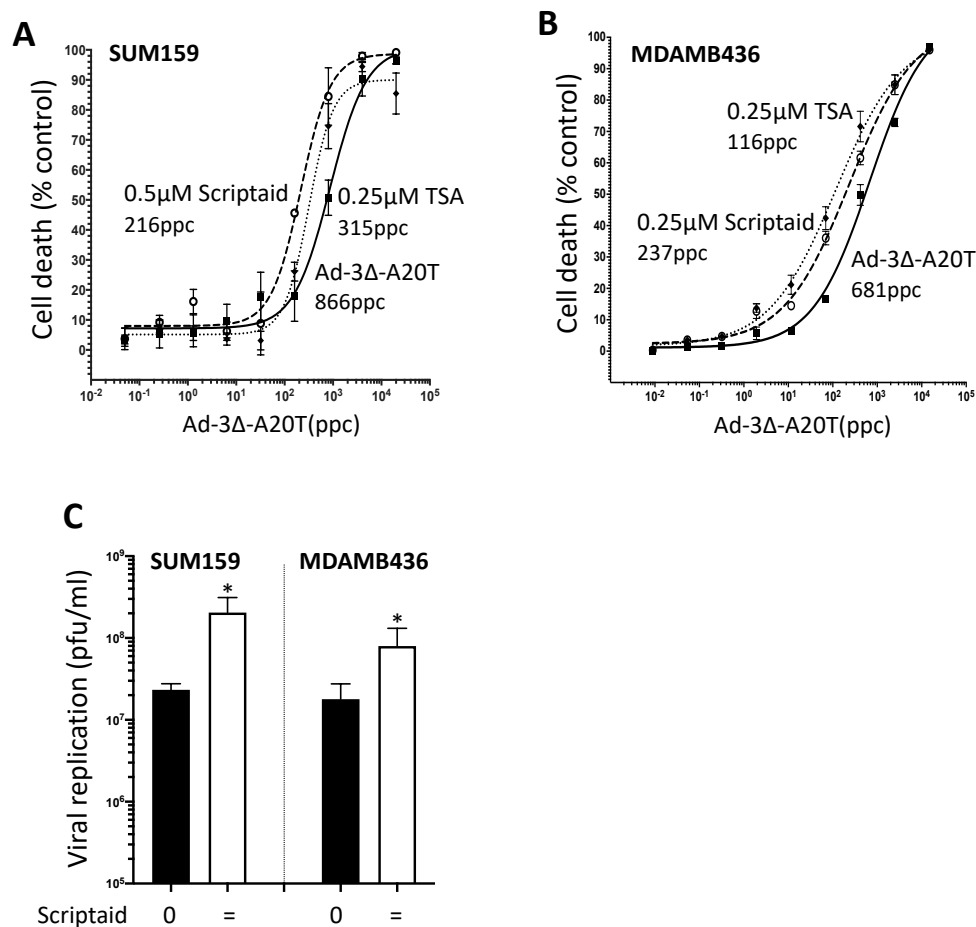 A
SUM159
Cell death (% control)
100
90
80
70
60
50
40
30
20
10
0
0.5μM Scriptaid
216ppc
0.25μM TSA
315ppc
Ad-3Δ-A20T
866ppc
10-2 10-1 100 101 102 103 104 105
Ad-3Δ-A20T(ppc)
B
MDAMB436
Cell death (% control)
100
90
80
70
60
50
40
30
20
10
0
0.25μM TSA
116ppc
0.25μM Scriptaid
237ppc
Ad-3Δ-A20T
681ppc
10-2 10-1 100 101 102 103 104 105
Ad-3Δ-A20T(ppc)
C
SUM159 MDAMB436
Viral replication (pfu/ml)
109
108
107
106
105
* *
Scriptaid 0 = 0 =